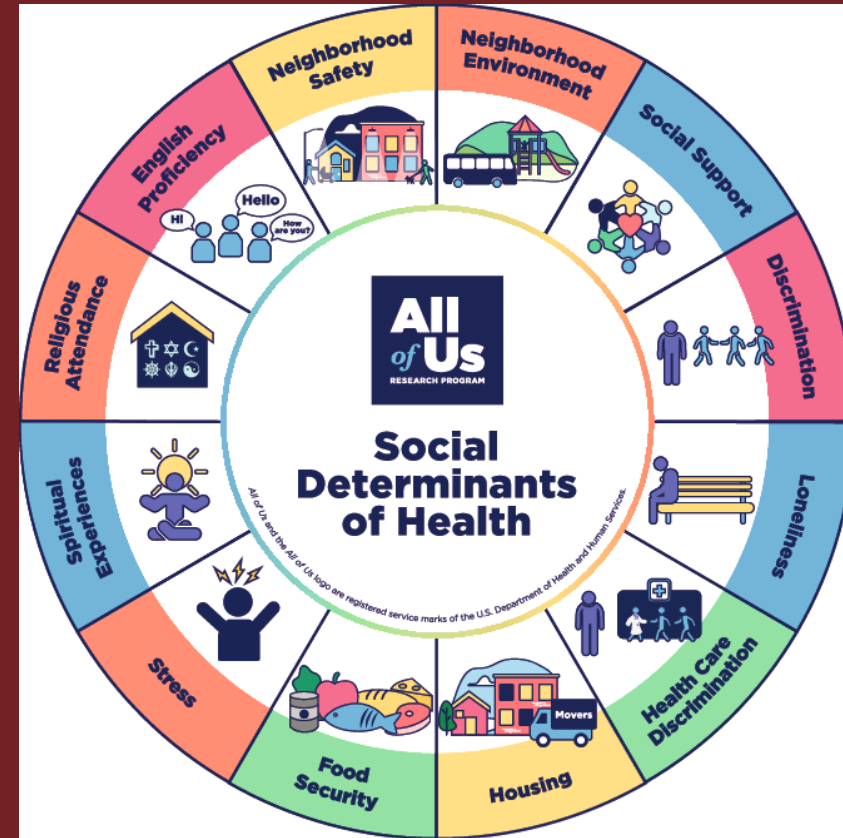 Neighborhood
Safety
Neighborhood
Environment
Social Support
Discrimination
Loneliness
Health Care
Discrimination
Housing
Movers
Food
Security
Stress
Spiritual
Experiences
Religious
Attendance
English
Proficiency
HI
Hello
How
are you?
All
of Us
RESEARCH PROGRAM
Social
Determinants
of Health
All of Us and the All of Us logo are registered service marks of the U.S. Department of Health and Human Services.